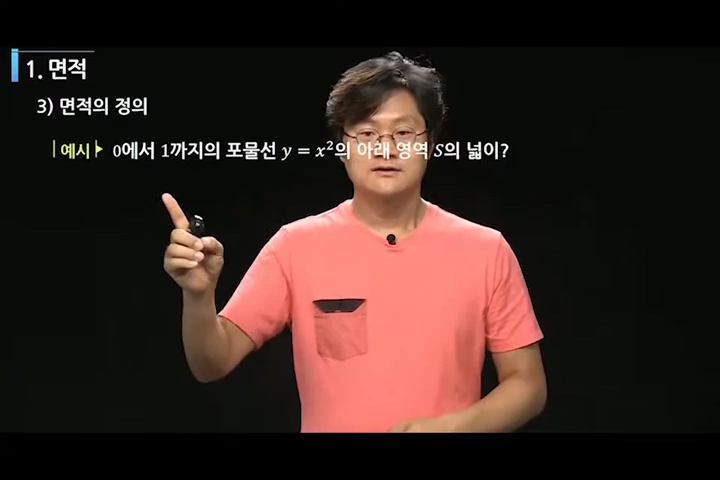 1. 면적
3) 면적의 정의
예시 0에서 1까지의 포물선 y = x²의 아래 영역 S의 넓이?